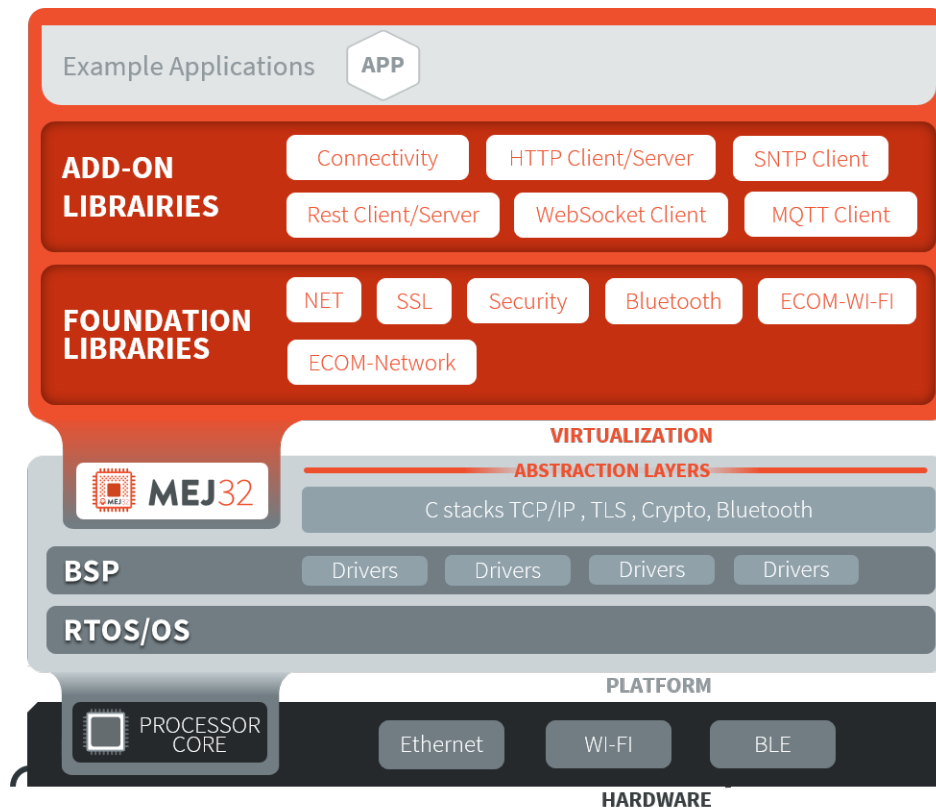 Example Applications APP
ADD-ON
LIBRAIRIES
Connectivity HTTP Client/Server SNTP Client
Rest Client/Server WebSocket Client MQTT Client
FOUNDATION
LIBRARIES
NET SSL Security Bluetooth ECOM-WI-FI
ECOM-Network
VIRTUALIZATION
ABSTRACTION LAYERS
MEJ MEJ32
C stacks TCP/IP , TLS , Crypto, Bluetooth
BSP Drivers Drivers Drivers Drivers
RTOS/OS
PLATFORM
PROCESSOR
CORE
Ethernet WI-FI BLE
HARDWARE